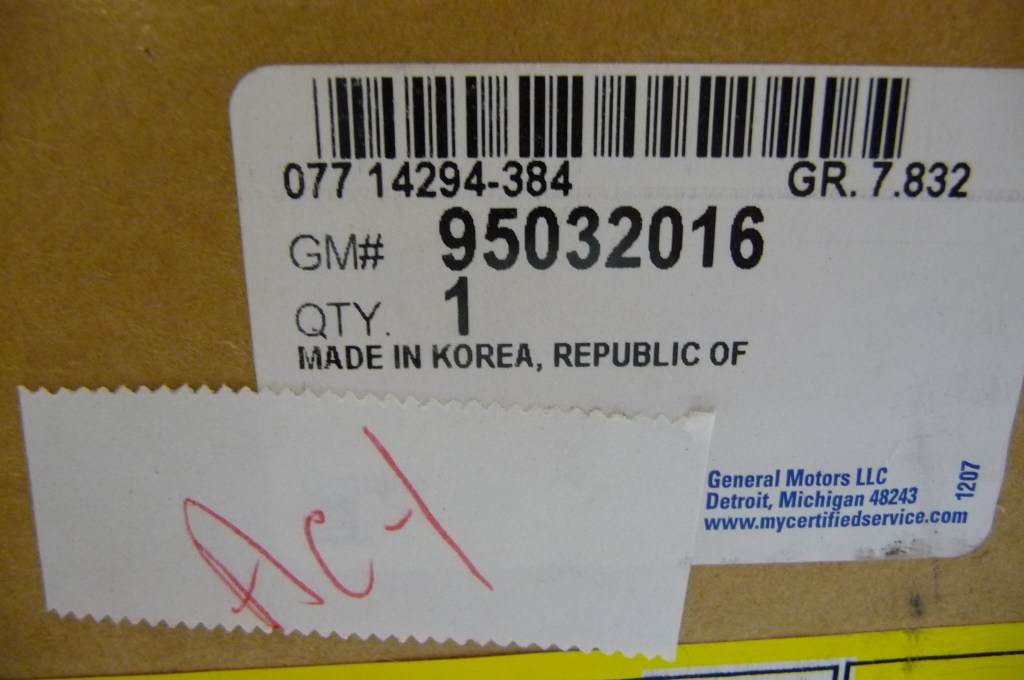 077 14294-384 GR. 7.832
GM# 95032016
QTY. 1
MADE IN KOREA, REPUBLIC OF
General Motors LLC
Detroit, Michigan 48243
www.mycertifiedservice.com
1207
AC-1